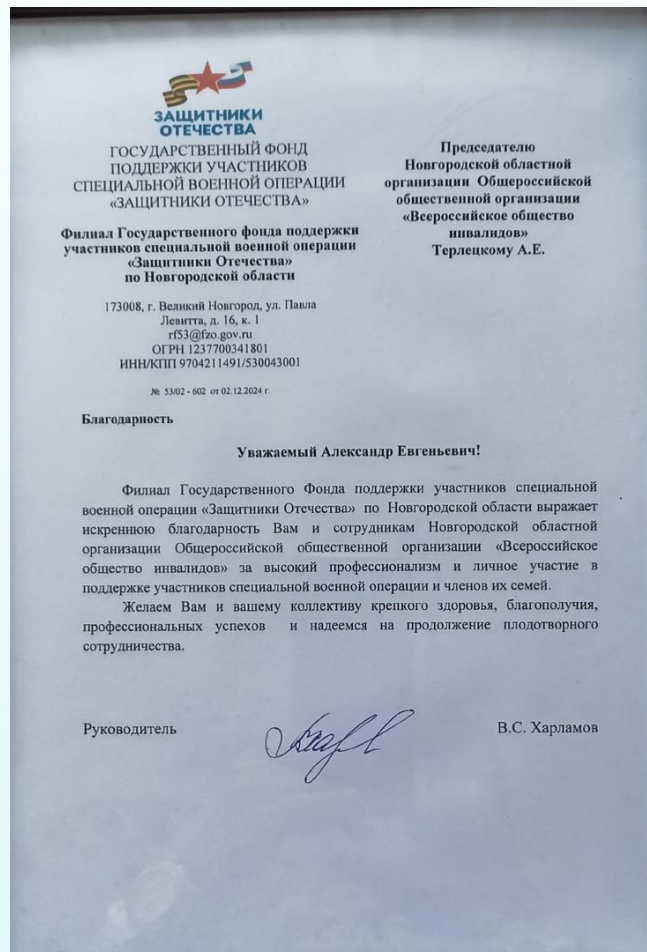 ЗАЩИТНИКИ
ОТЕЧЕСТВА
ГОСУДАРСТВЕННЫЙ ФОНД
ПОДДЕРЖКИ УЧАСТНИКОВ
СПЕЦИАЛЬНОЙ ВОЕННОЙ ОПЕРАЦИИ
«ЗАЩИТНИКИ ОТЕЧЕСТВА»
Филиал Государственного фонда поддержки
участников специальной военной операции
«Защитники Отечества»
по Новгородской области
173008, г. Великий Новгород, ул. Павла
Левитта, д. 16, к. 1
rf53@fzo.gov.ru
ОГРН 1237700341801
ИНН/КПП 9704211491/530043001
№ 53/02 - 602 от 02.12.2024 г.
Председателю
Новгородской областной
организации Общероссийской
общественной организации
«Всероссийское общество
инвалидов»
Терлецкому А.Е.
Благодарность
Уважаемый Александр Евгеньевич!
Филиал Государственного Фонда поддержки участников специальной
военной операции «Защитники Отечества» по Новгородской области выражает
искреннюю благодарность Вам и сотрудникам Новгородской областной
организации Общероссийской общественной организации «Всероссийское
общество инвалидов» за высокий профессионализм и личное участие в
поддержке участников специальной военной операции и членов их семей.
Желаем Вам и вашему коллективу крепкого здоровья, благополучия,
профессиональных успехов и надеемся на продолжение плодотворного
сотрудничества.
Руководитель
В.С. Харламов